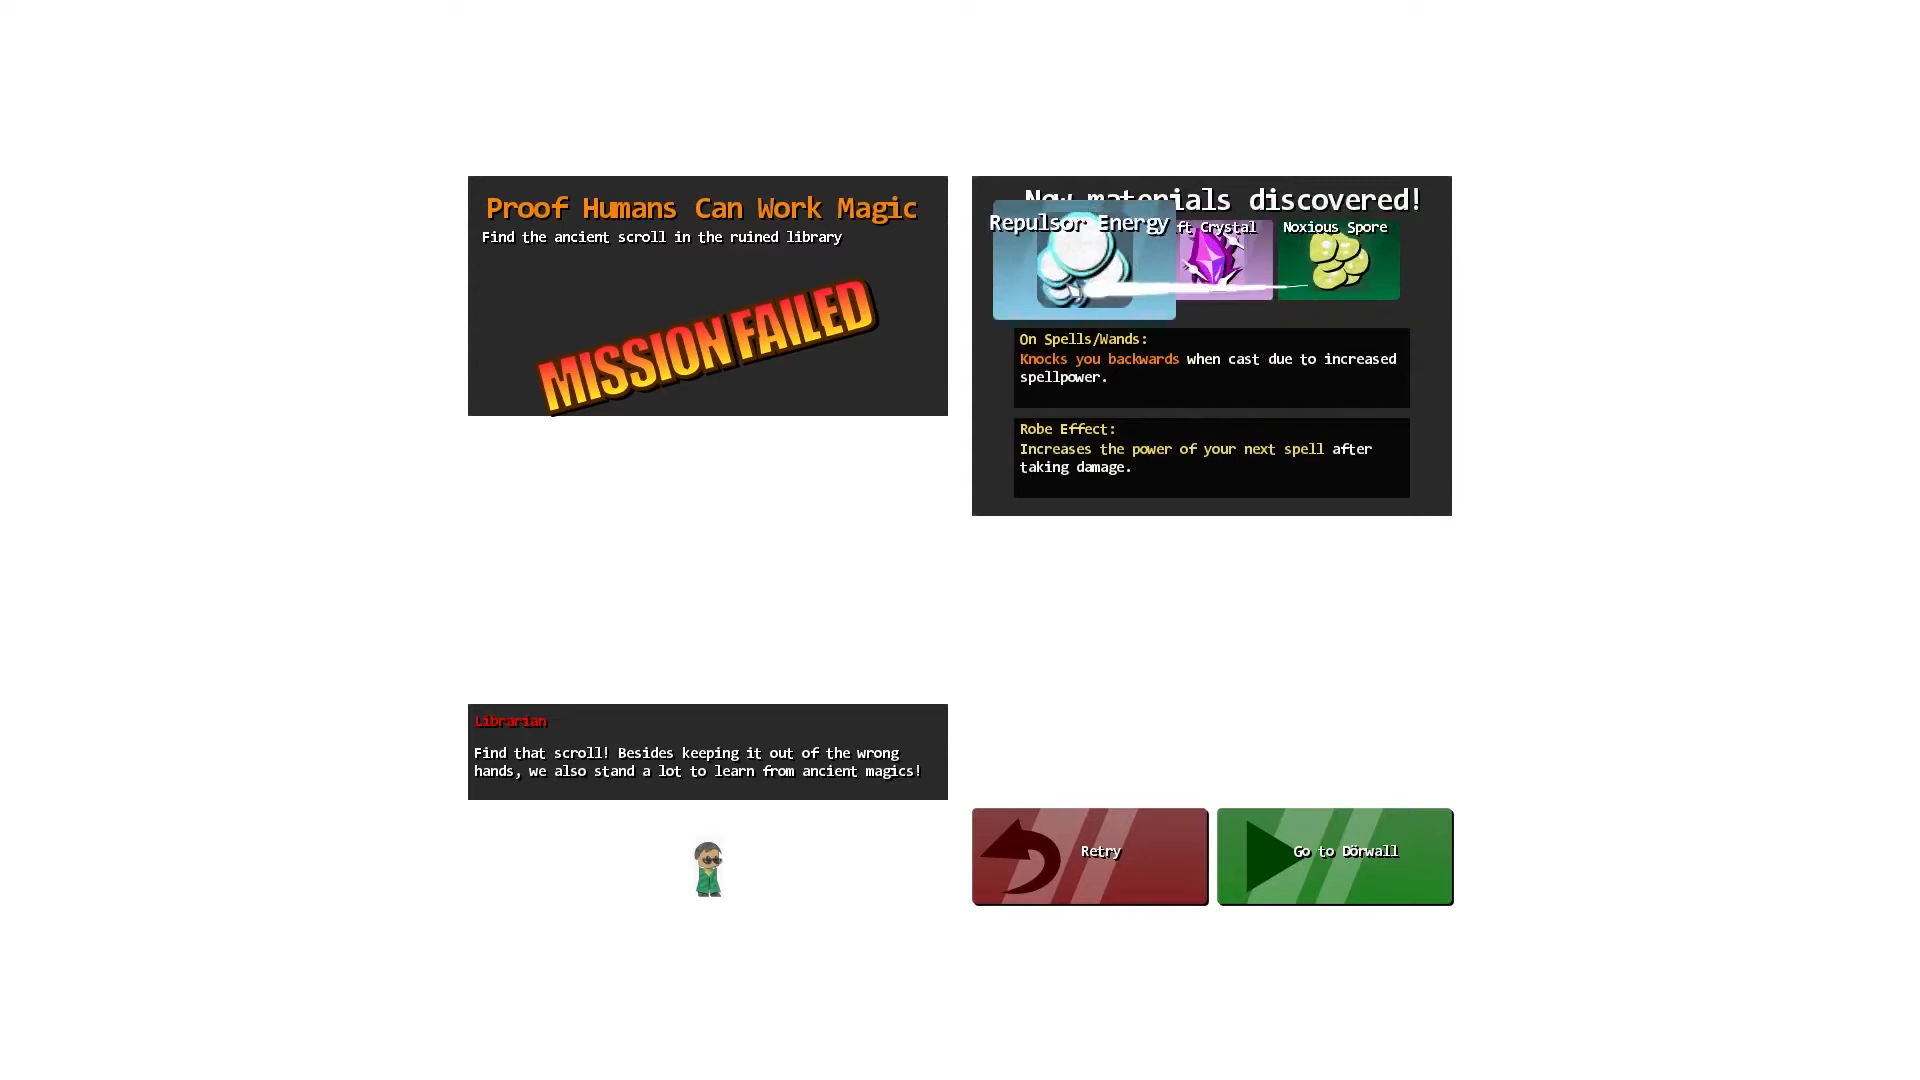 Proof Humans Can Work Magic
Find the ancient scroll in the ruined library
MISSION FAILED
New materials discovered!
Repulsor Energy
ft Crystal
Noxious Spore
On Spells/Wands:
Knocks you backwards when cast due to increased
spellpower.
Robe Effect:
Increases the power of your next spell after
taking damage.
Librarian
Find that scroll! Besides keeping it out of the wrong
hands, we also stand a lot to learn from ancient magics!
Retry
Go to Dörwall